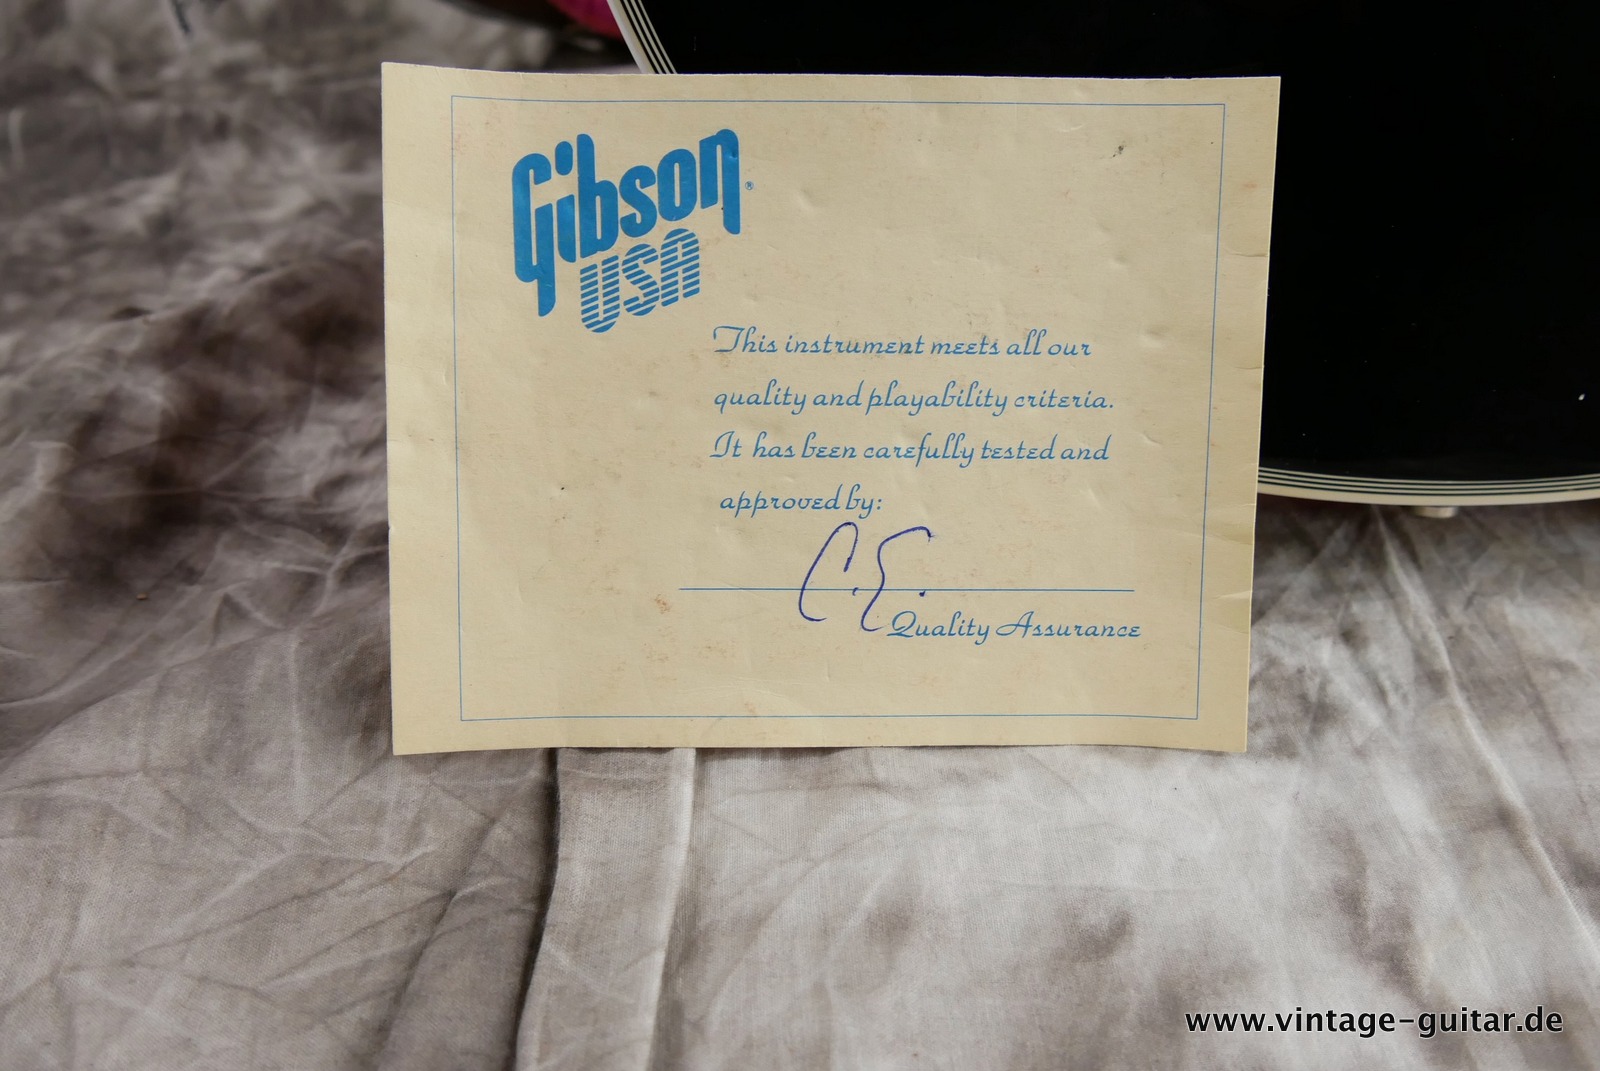 Gibson®
USA
This instrument meets all our
quality and playability criteria.
It has been carefully tested and
approved by:
C. E.
Quality Assurance
www.vintage-guitar.de